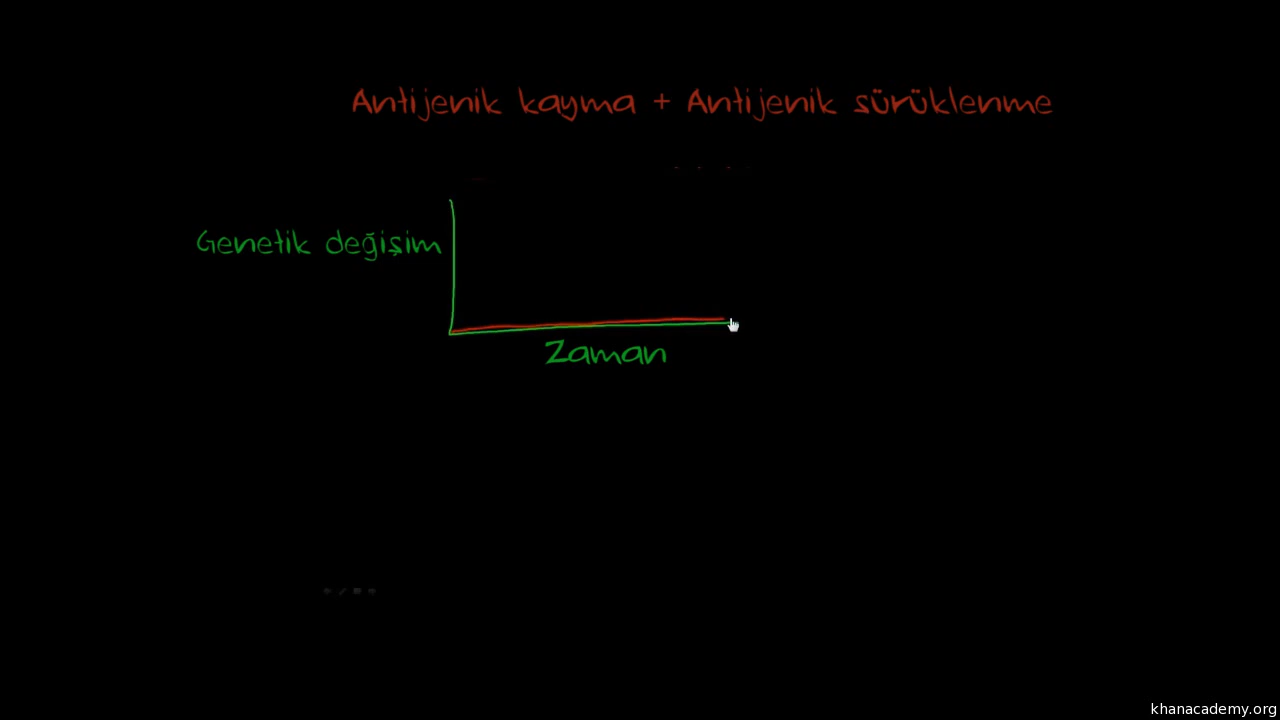 Antijenik kayma + Antijenik sürüklenme
Genetik değişim
Zaman
khanacademy.org